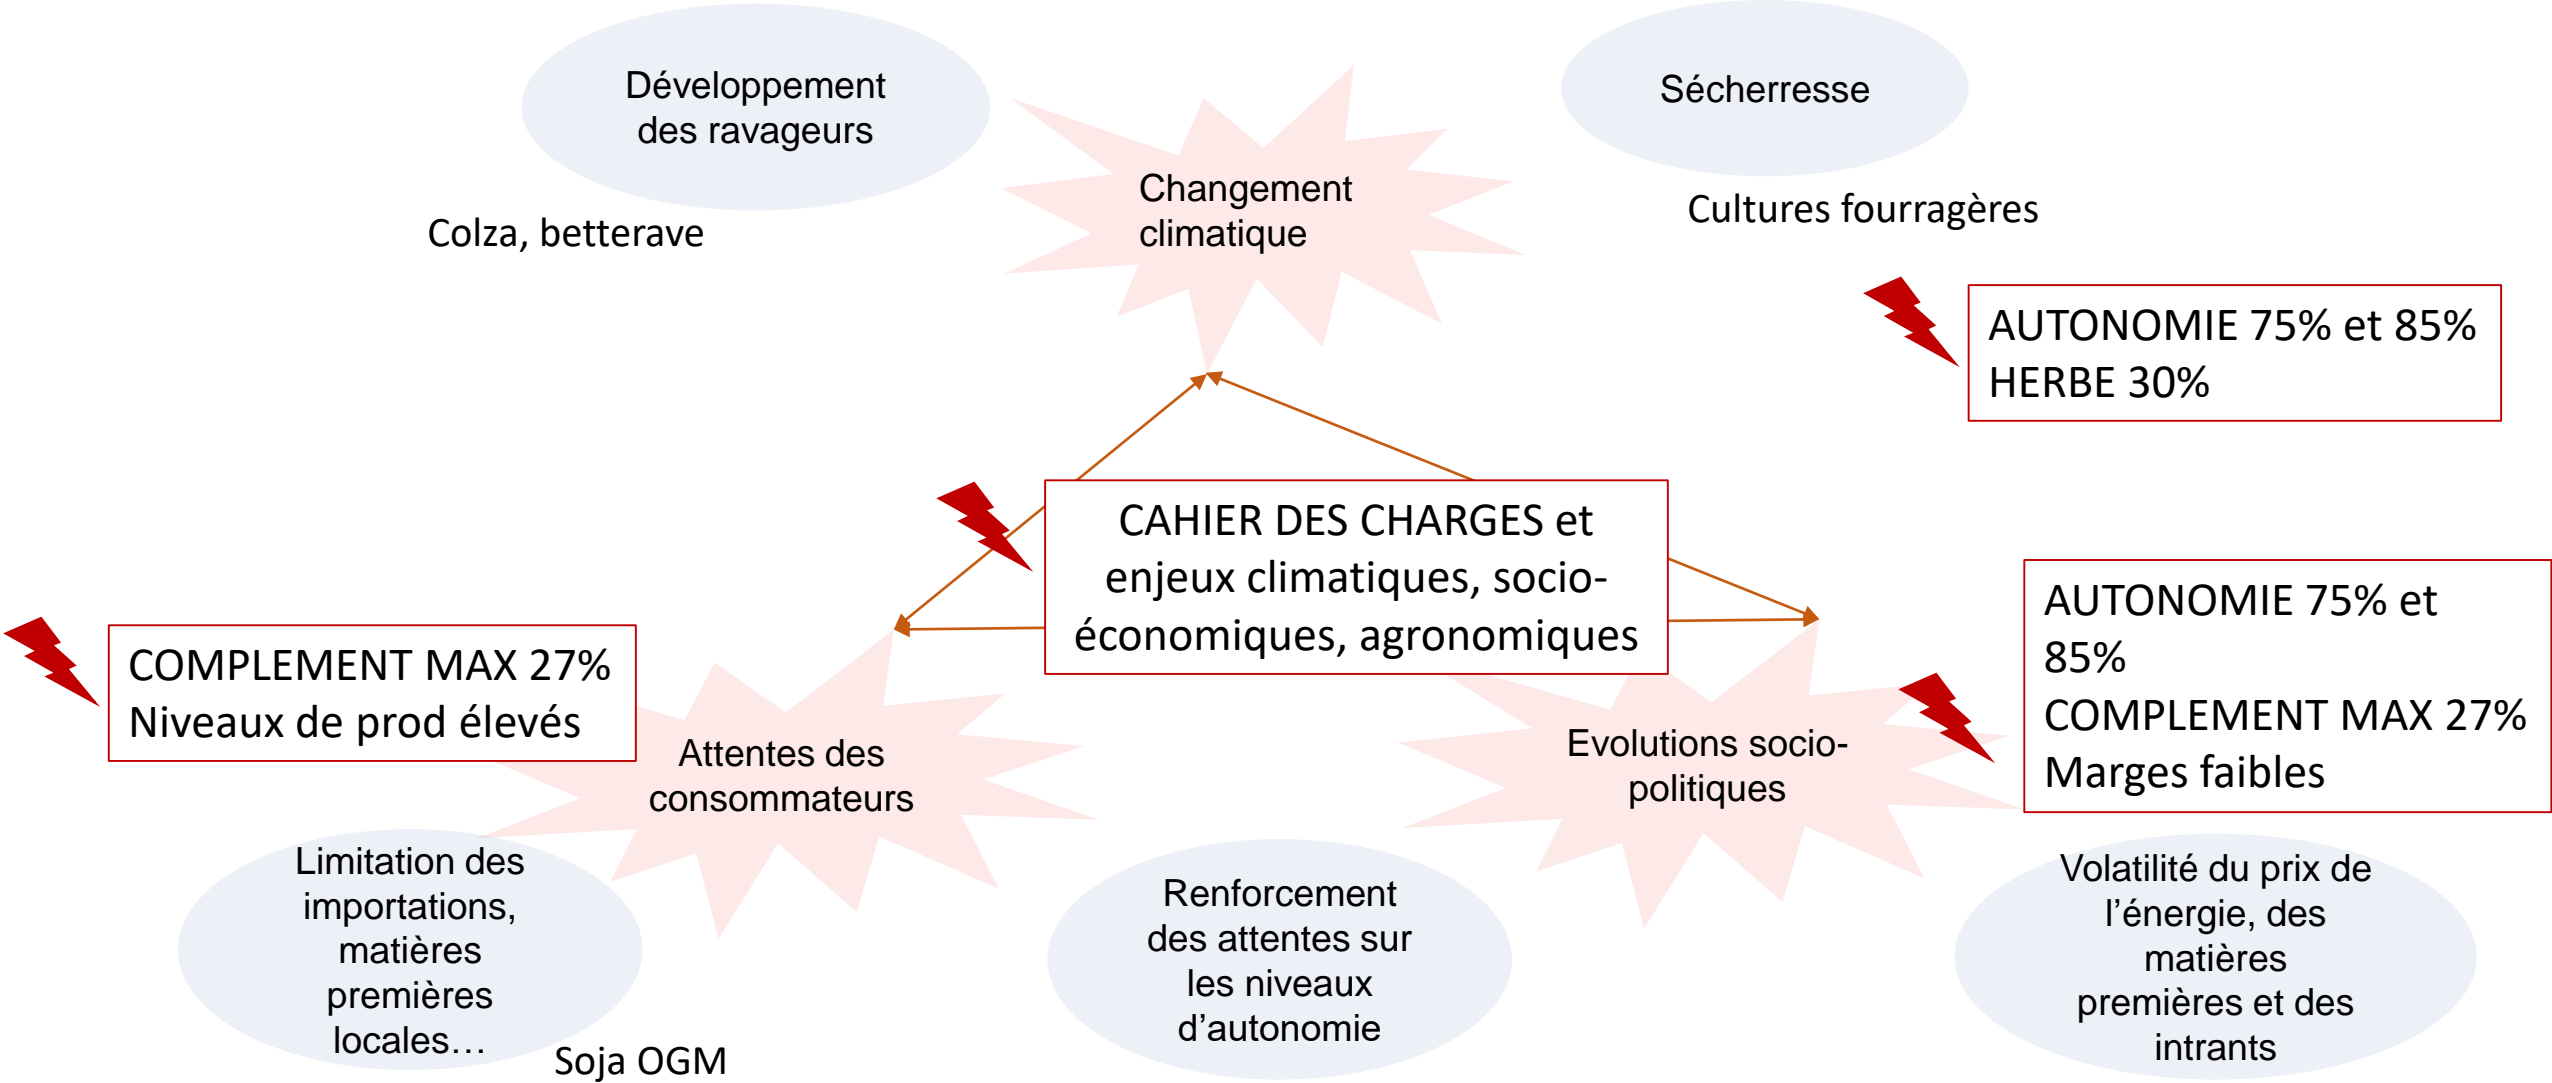 Développement
des ravageurs
Sécherresse
Changement
climatique
Colza, betterave
Cultures fourragères
AUTONOMIE 75% et 85%
HERBE 30%
CAHIER DES CHARGES et
enjeux climatiques, socio-
économiques, agronomiques
COMPLEMENT MAX 27%
Niveaux de prod élevés
AUTONOMIE 75% et
85%
COMPLEMENT MAX 27%
Marges faibles
Attentes des
consommateurs
Evolutions socio-
politiques
Limitation des
importations,
matières
premières
locales…
Soja OGM
Renforcement
des attentes sur
les niveaux
d’autonomie
Volatilité du prix de
l’énergie, des
matières
premières et des
intrants